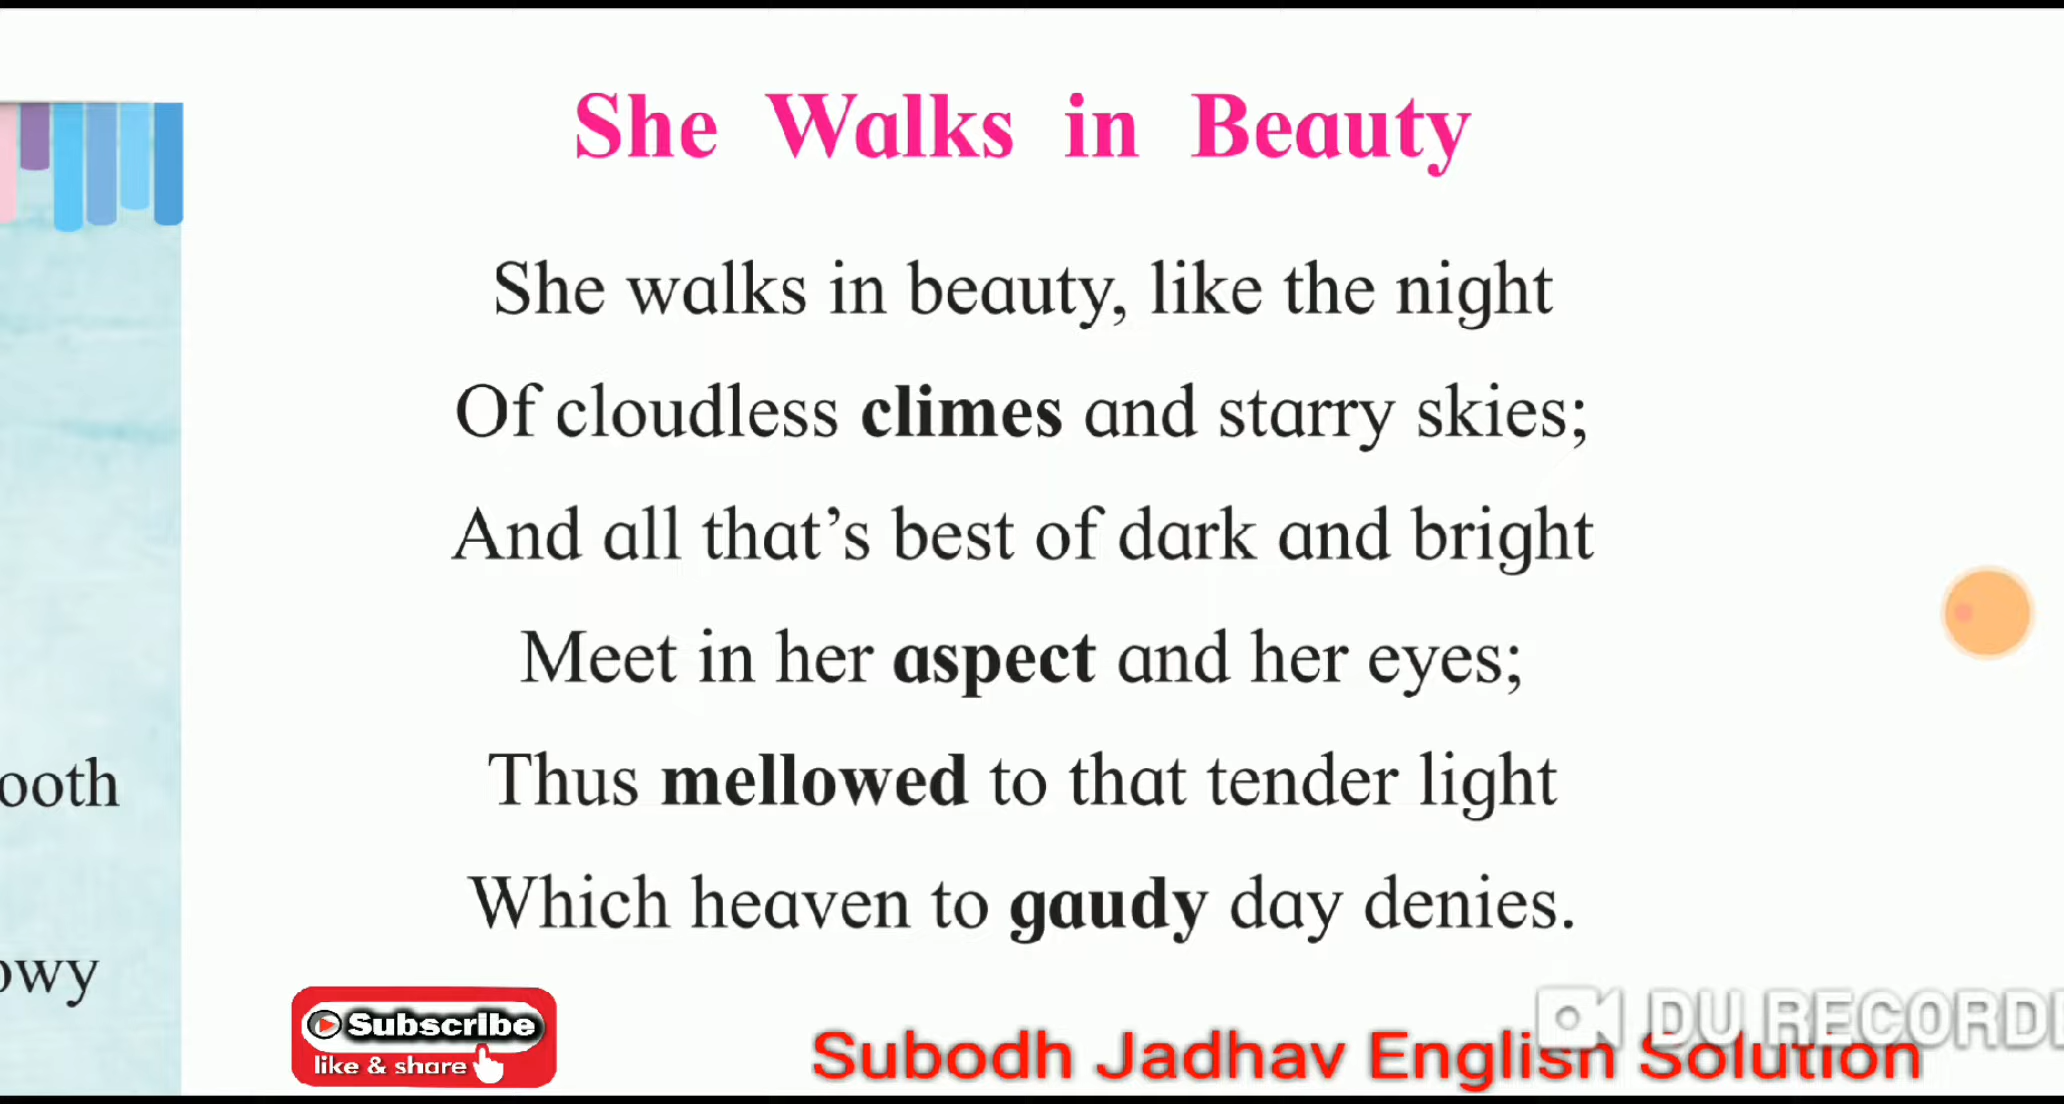 She Walks in Beauty
She walks in beauty, like the night
Of cloudless climes and starry skies;
And all that's best of dark and bright
Meet in her aspect and her eyes;
Thus mellowed to that tender light
Which heaven to gaudy day denies.
ooth
owy
Subscribe
like & share
DU RECORD
Subodh Jadhav English Solution